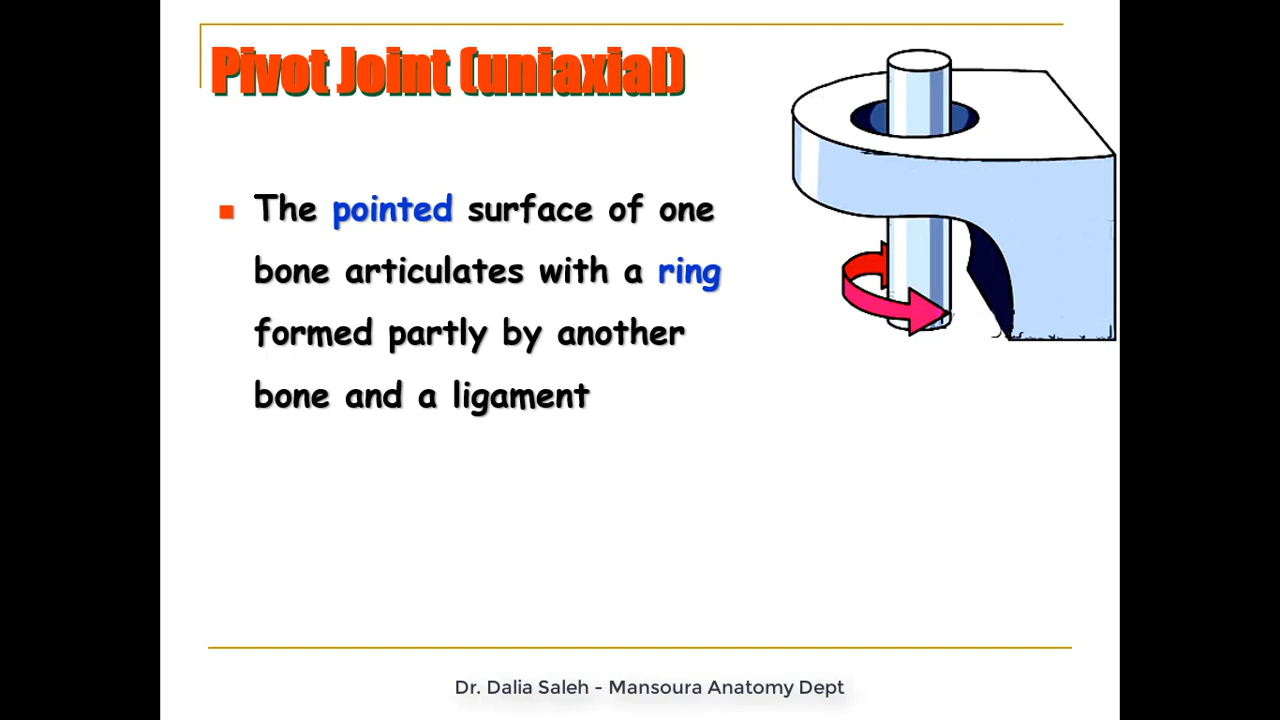 Pivot Joint (uniaxial)
The pointed surface of one
bone articulates with a ring
formed partly by another
bone and a ligament
Dr. Dalia Saleh - Mansoura Anatomy Dept